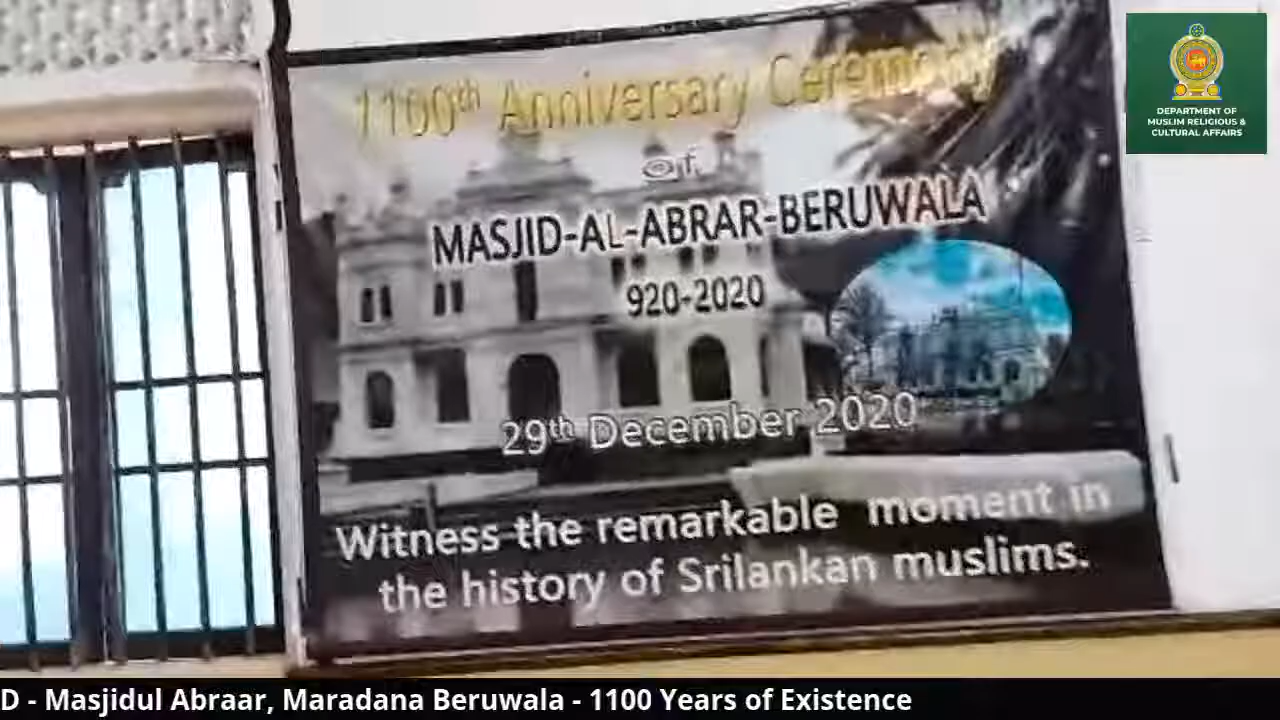 1100th Anniversary Ceremony
of
MASJID-AL-ABRAR-BERUWALA
920-2020
29th December 2020
Witness the remarkable moment in
the history of Srilankan muslims.
DEPARTMENT OF
MUSLIM RELIGIOUS &
CULTURAL AFFAIRS
D - Masjidul Abraar, Maradana Beruwala - 1100 Years of Existence